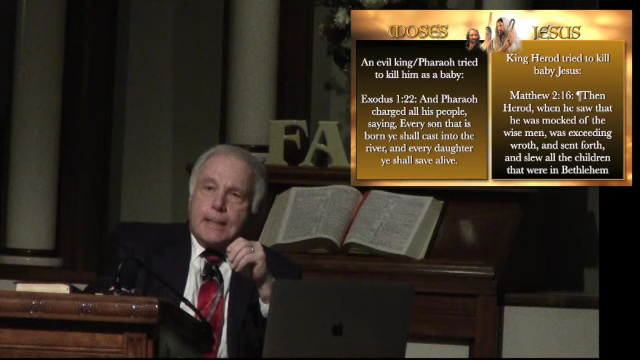 MOSES
JESUS
An evil king/Pharaoh tried
to kill him as a baby:
Exodus 1:22: And Pharaoh
charged all his people,
saying, Every son that is
born ye shall cast into the
river, and every daughter
ye shall save alive.
King Herod tried to kill
baby Jesus:
Matthew 2:16: ¶Then
Herod, when he saw that
he was mocked of the
wise men, was exceeding
wroth, and sent forth,
and slew all the children
that were in Bethlehem
FA